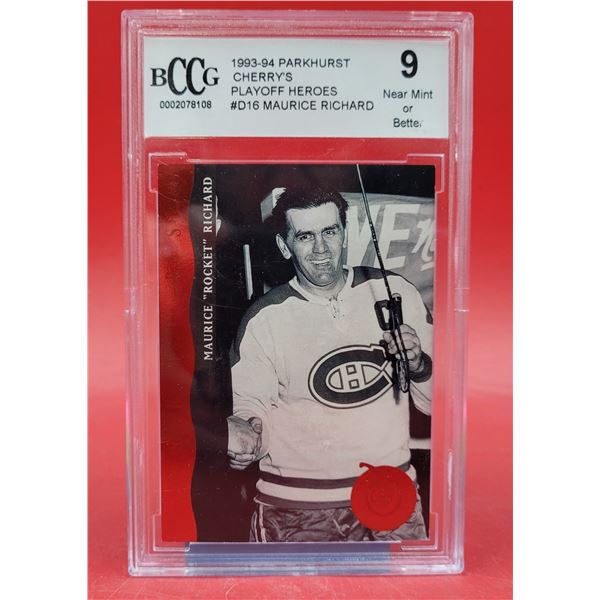 BCCG
0002078108
1993-94 PARKHURST
CHERRY'S
PLAYOFF HEROES
#D16 MAURICE RICHARD
9
Near Mint
or
Better
MAURICE "ROCKET" RICHARD
CH